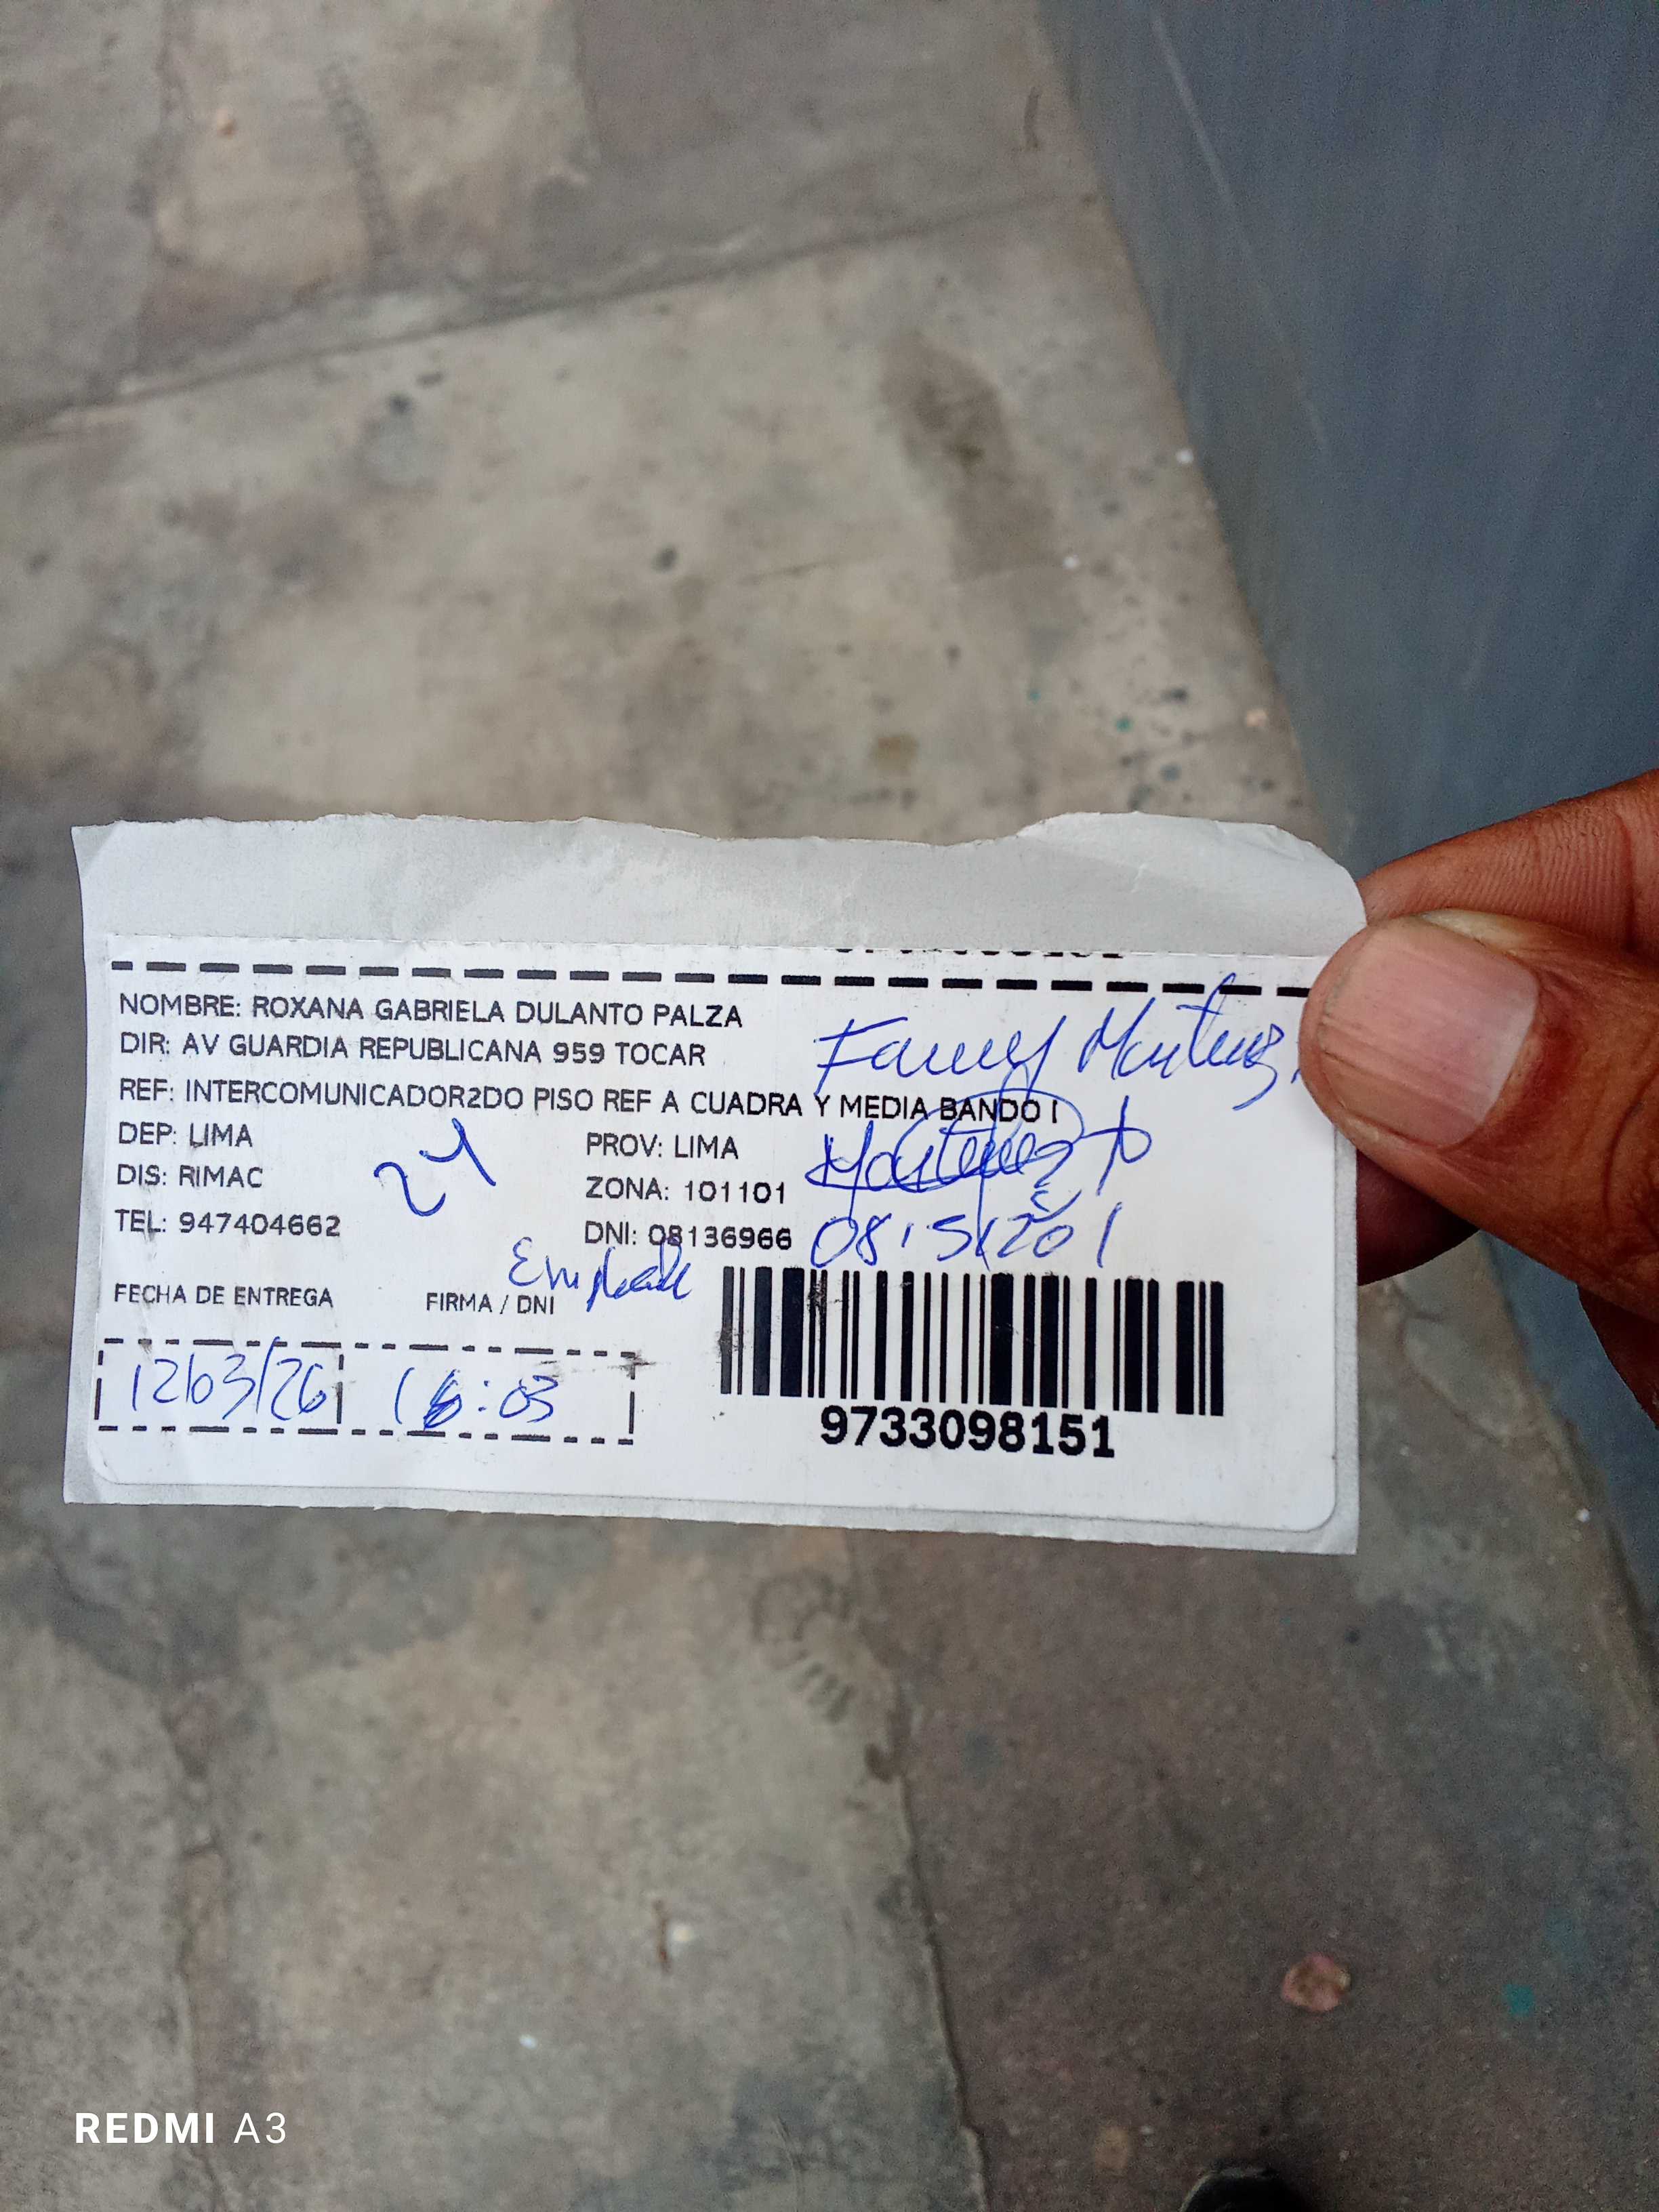 NOMBRE: ROXANA GABRIELA DULANTO PALZA
DIR: AV GUARDIA REPUBLICANA 959 TOCAR
REF: INTERCOMUNICADOR2DO PISO REF A CUADRA Y MEDIA BANDO I
DEP: LIMA
PROV: LIMA
DIS: RIMAC
ZONA: 101101
TEL: 947404662
DNI: 08136966
FECHA DE ENTREGA
FIRMA / DNI
12/03/26 16:03
9733098151
REDMI A3